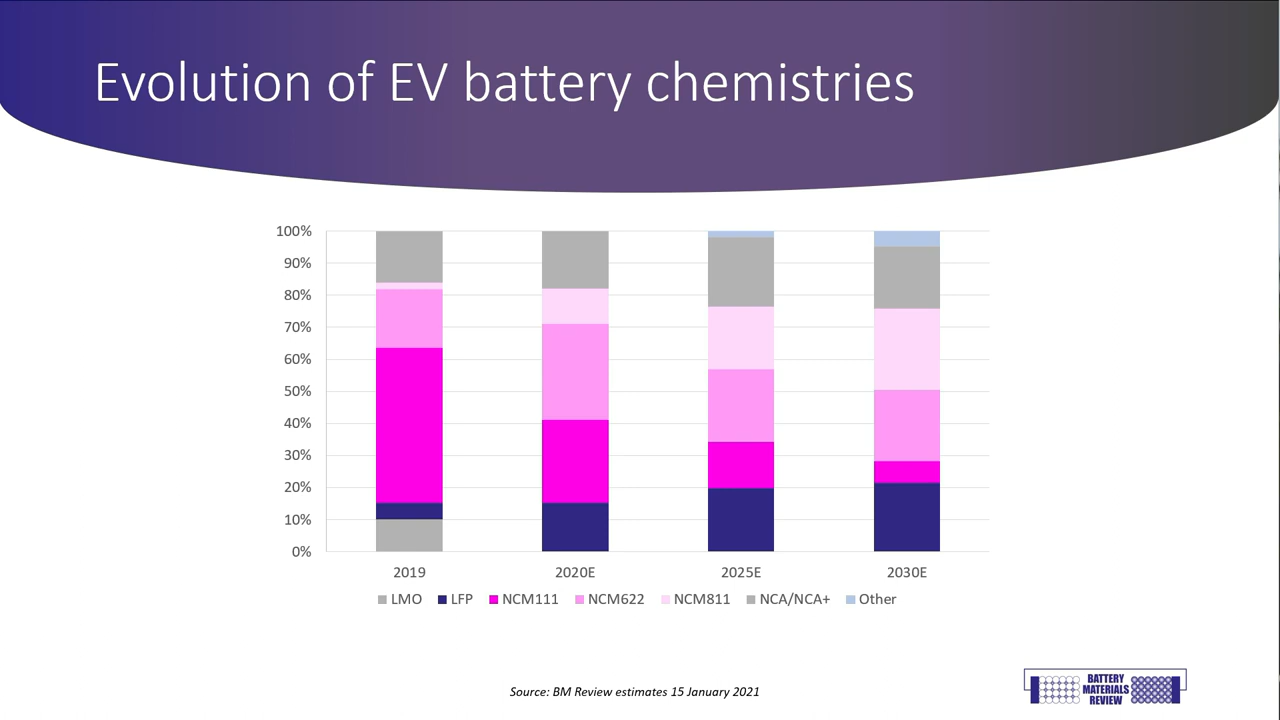 Evolution of EV battery chemistries
100%
90%
80%
70%
60%
50%
40%
30%
20%
10%
0%
2019 2020E 2025E 2030E
LMO LFP NCM111 NCM622 NCM811 NCA/NCA+ Other
Source: BM Review estimates 15 January 2021
BATTERY
MATERIALS
REVIEW